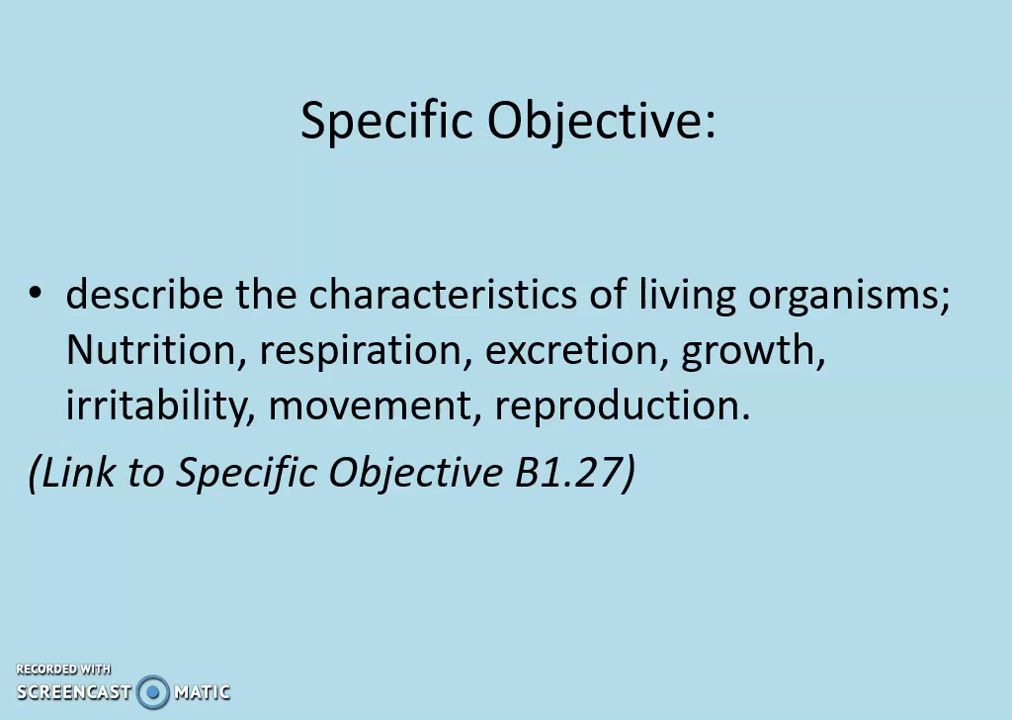 Specific Objective:
• describe the characteristics of living organisms;
Nutrition, respiration, excretion, growth,
irritability, movement, reproduction.
(Link to Specific Objective B1.27)
RECORDED WITH
SCREENCAST MATIC